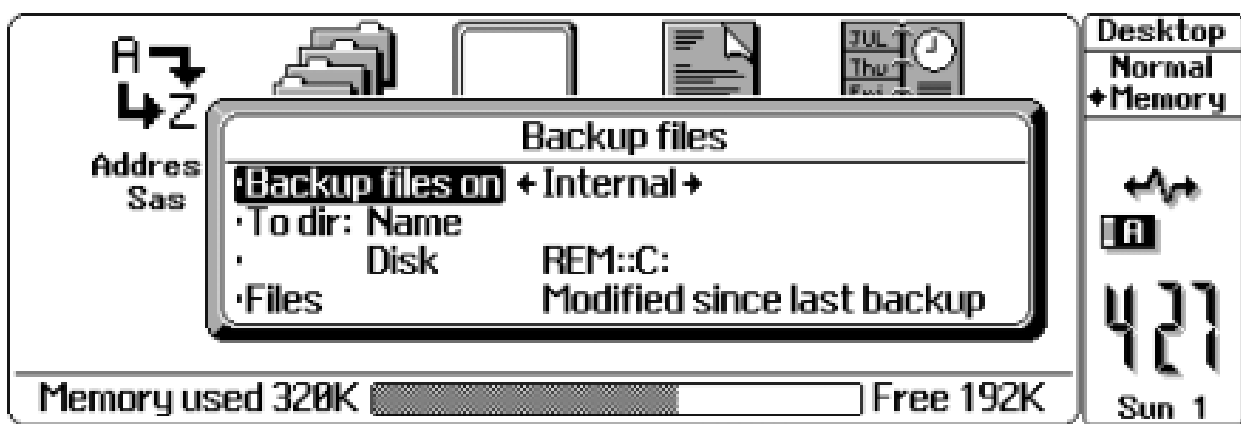 A
Z
Addres
Sas
JUL
Thu
Fri
Backup files
·Backup files on Internal
·To dir: Name
· Disk REM::C:
·Files Modified since last backup
Memory used 320K Free 192K
Desktop
Normal
Memory
A
427
Sun 1